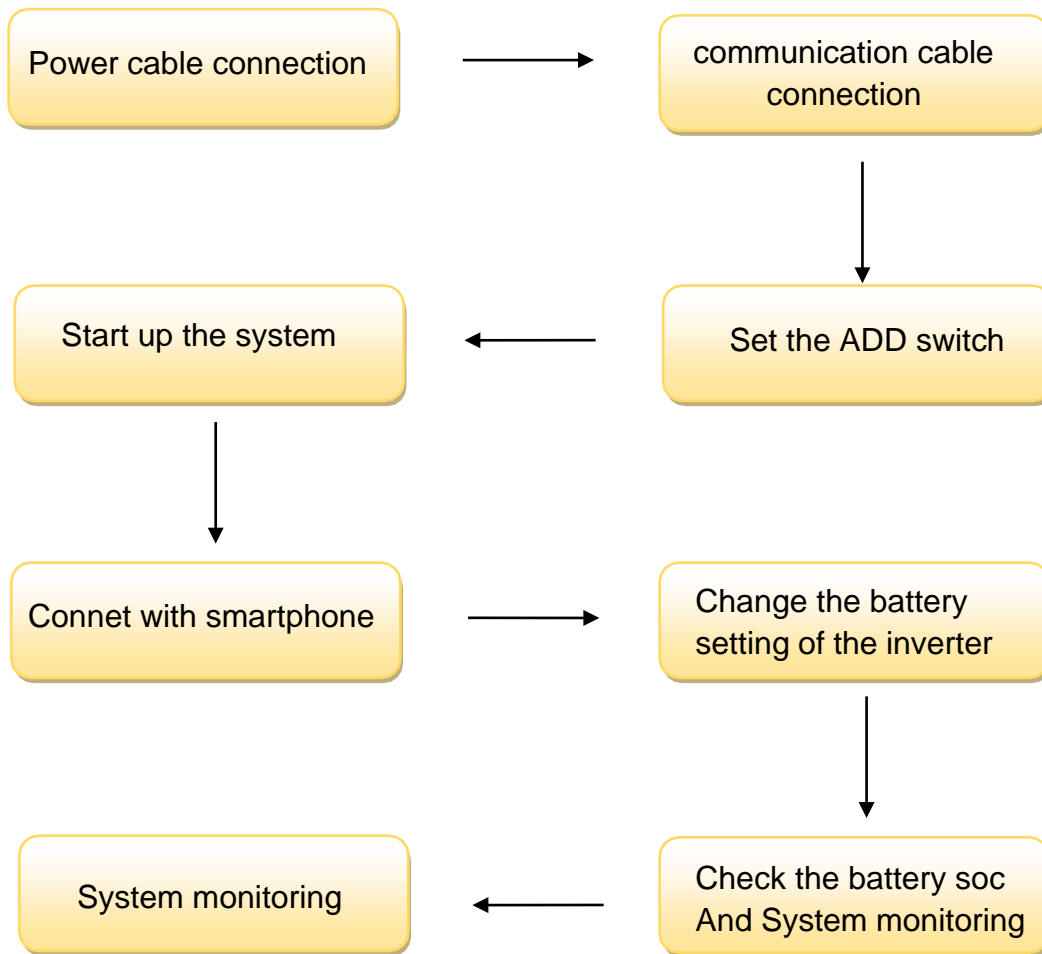 Power cable connection
communication cable
connection
Set the ADD switch
Start up the system
Connet with smartphone
Change the battery
setting of the inverter
Check the battery soc
And System monitoring
System monitoring